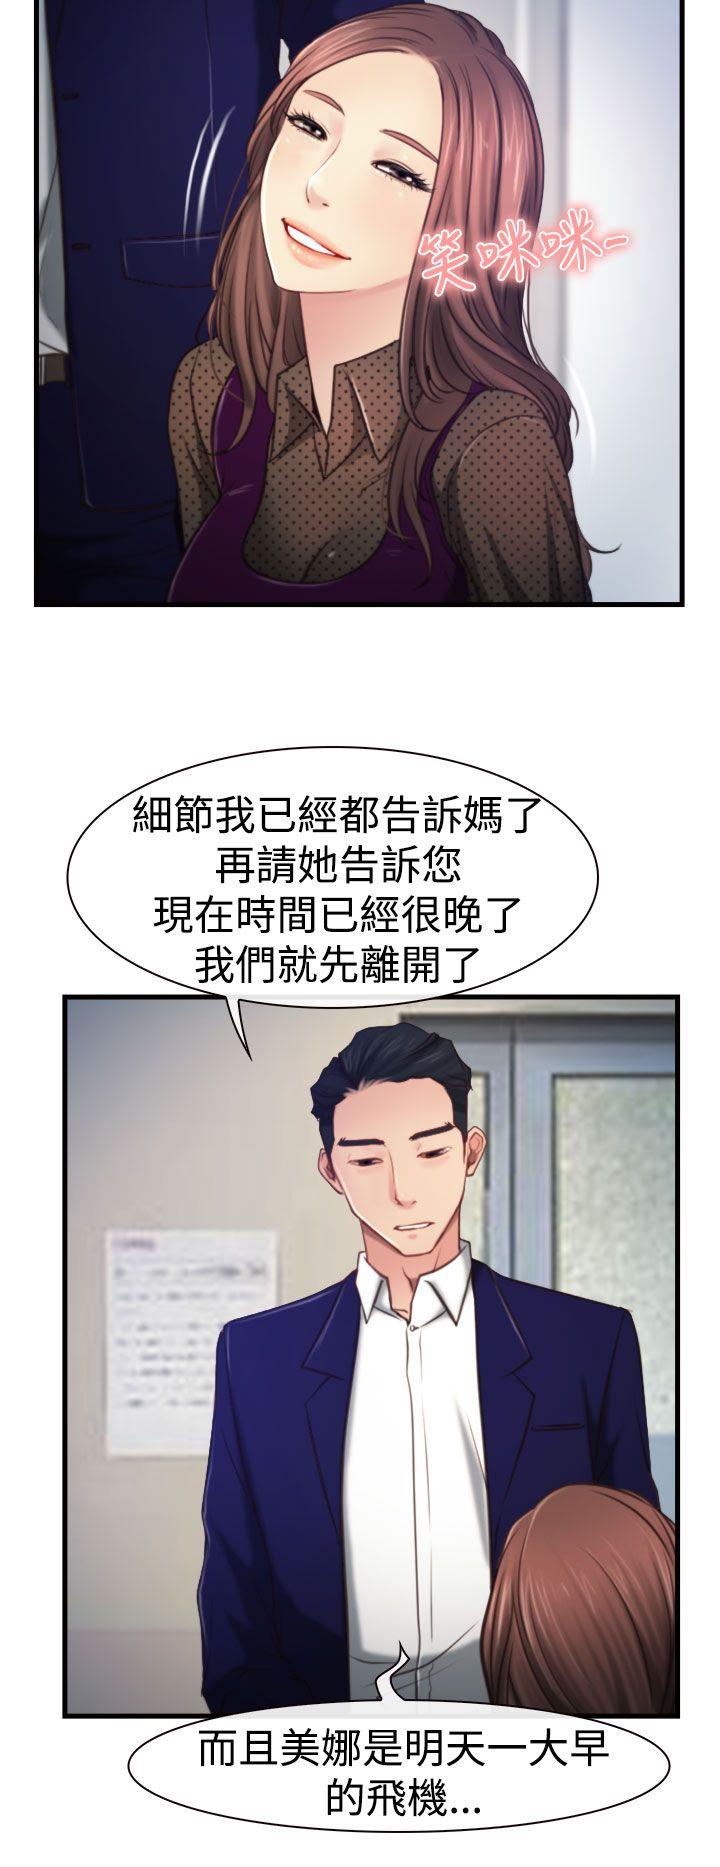 笑咪咪~
細節我已經都告訴媽了
再請她告訴您
現在時間已經很晚了
我們就先離開了
而且美娜是明天一大早
的飛機...